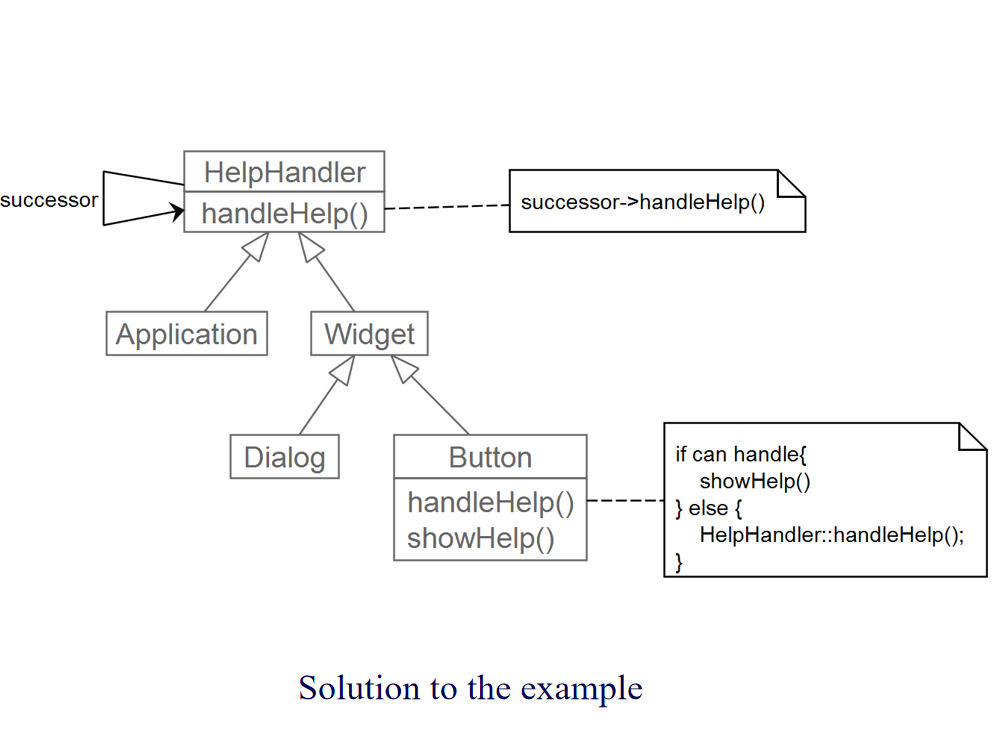 HelpHandler
successor
handleHelp()
successor->handleHelp()
Application
Widget
Dialog
Button
handleHelp()
showHelp()
if can handle{
showHelp()
} else {
HelpHandler::handleHelp();
}
Solution to the example